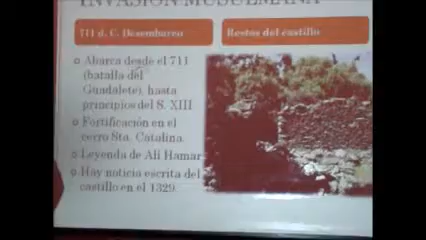 INVASIÓN MUSULMANA
711 d. C. Desembarco
Restos del castillo
Abarca desde el 711
(batalla del
Guadalete), hasta
principios del S. XIII
Fortificación en el
cerro Sta. Catalina.
Leyenda de Ali Hamar
Hay noticia escrita del
castillo en el 1329.